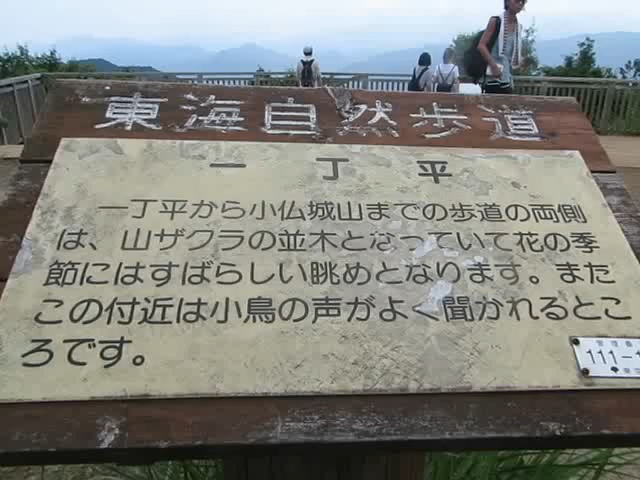 東海自然歩道
一丁平
一丁平から小仏城山までの歩道の両側
は、山ザクラの並木となっていて花の季
節にはすばらしい眺めとなります。また
この付近は小鳥の声がよく聞かれるとこ
ろです。
111-1